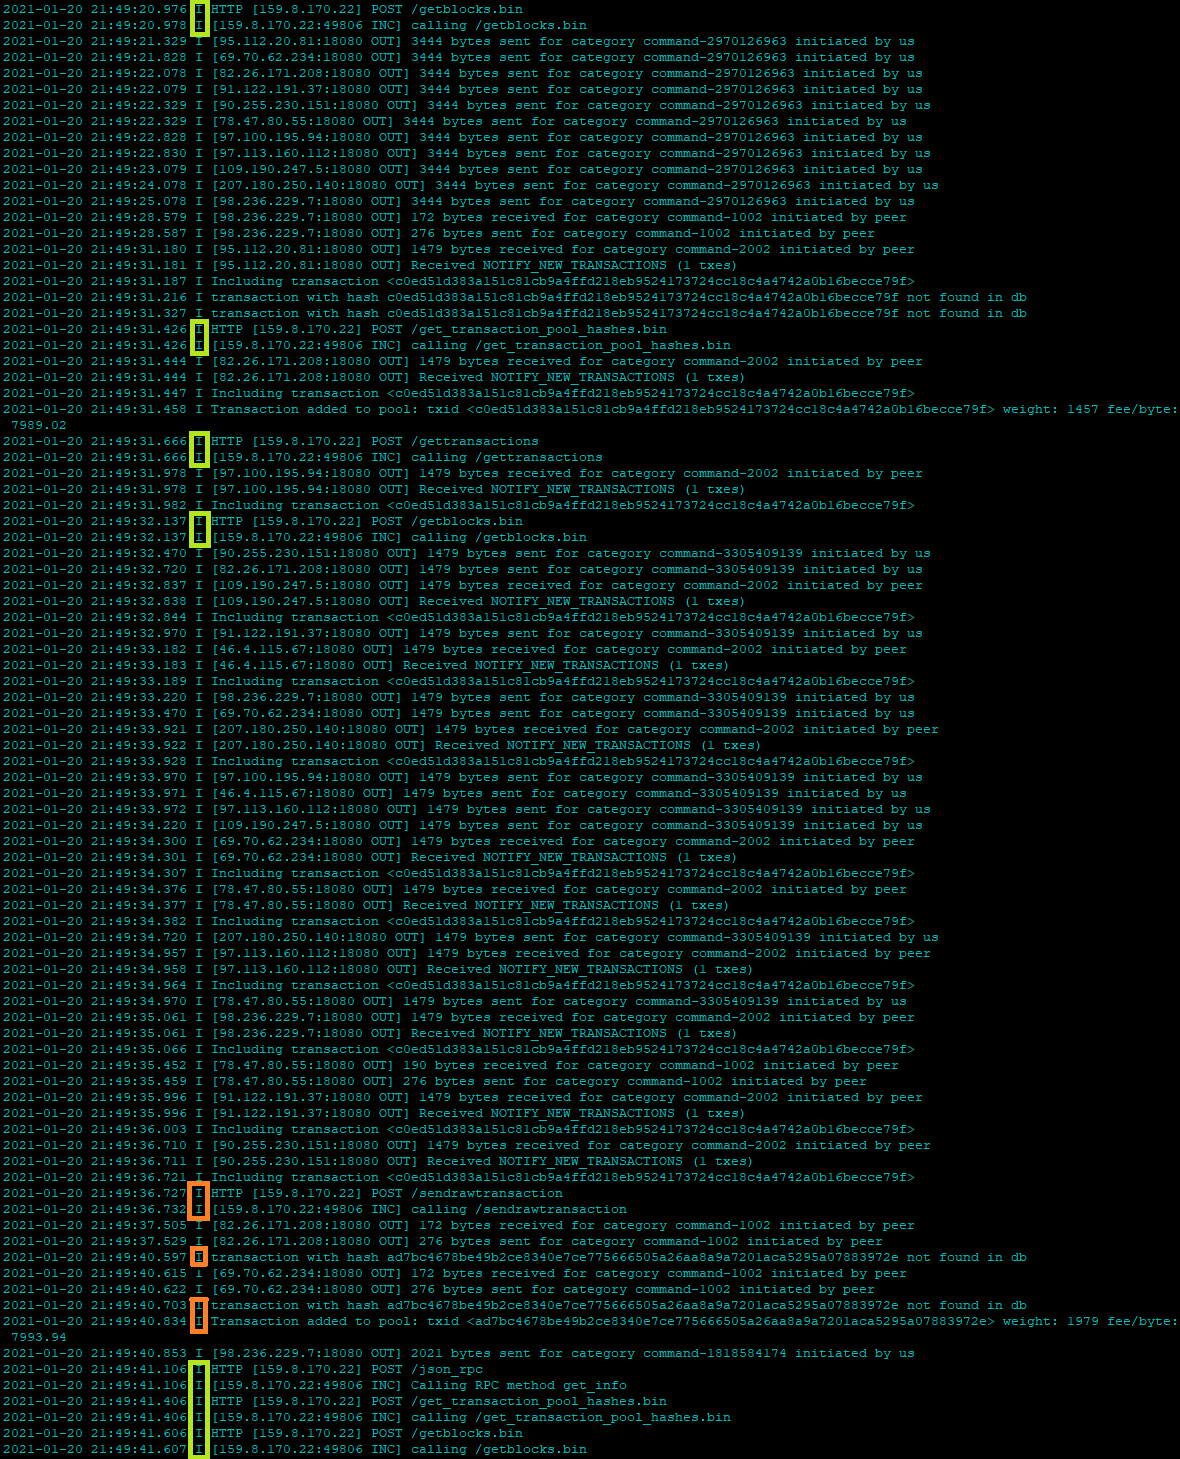 2021-01-20 21:49:20.976 I HTTP [159.8.170.22] POST /getblocks.bin
2021-01-20 21:49:20.978 I [159.8.170.22:49806 INC] calling /getblocks.bin
2021-01-20 21:49:21.329 I [95.112.20.81:18080 OUT] 3444 bytes sent for category command-2970126963 initiated by us
2021-01-20 21:49:21.828 I [69.70.62.234:18080 OUT] 3444 bytes sent for category command-2970126963 initiated by us
2021-01-20 21:49:22.078 I [82.26.171.208:18080 OUT] 3444 bytes sent for category command-2970126963 initiated by us
2021-01-20 21:49:22.079 I [91.122.191.37:18080 OUT] 3444 bytes sent for category command-2970126963 initiated by us
2021-01-20 21:49:22.329 I [90.255.230.151:18080 OUT] 3444 bytes sent for category command-2970126963 initiated by us
2021-01-20 21:49:22.329 I [78.47.80.55:18080 OUT] 3444 bytes sent for category command-2970126963 initiated by us
2021-01-20 21:49:22.828 I [97.100.195.94:18080 OUT] 3444 bytes sent for category command-2970126963 initiated by us
2021-01-20 21:49:22.830 I [97.113.160.112:18080 OUT] 3444 bytes sent for category command-2970126963 initiated by us
2021-01-20 21:49:23.079 I [109.190.247.5:18080 OUT] 3444 bytes sent for category command-2970126963 initiated by us
2021-01-20 21:49:24.078 I [207.180.250.140:18080 OUT] 3444 bytes sent for category command-2970126963 initiated by us
2021-01-20 21:49:25.078 I [98.236.229.7:18080 OUT] 3444 bytes sent for category command-2970126963 initiated by us
2021-01-20 21:49:28.579 I [98.236.229.7:18080 OUT] 172 bytes received for category command-1002 initiated by peer
2021-01-20 21:49:28.587 I [98.236.229.7:18080 OUT] 276 bytes sent for category command-1002 initiated by peer
2021-01-20 21:49:31.180 I [95.112.20.81:18080 OUT] 1479 bytes received for category command-2002 initiated by peer
2021-01-20 21:49:31.181 I [95.112.20.81:18080 OUT] Received NOTIFY_NEW_TRANSACTIONS (1 txes)
2021-01-20 21:49:31.187 I Including transaction <c0ed51d383a151c81cb9a4ffd218eb9524173724cc18c4a4742a0b16becce79f>
2021-01-20 21:49:31.216 I transaction with hash c0ed51d383a151c81cb9a4ffd218eb9524173724cc18c4a4742a0b16becce79f not found in db
2021-01-20 21:49:31.327 I transaction with hash c0ed51d383a151c81cb9a4ffd218eb9524173724cc18c4a4742a0b16becce79f not found in db
2021-01-20 21:49:31.426 I HTTP [159.8.170.22] POST /get_transaction_pool_hashes.bin
2021-01-20 21:49:31.426 I [159.8.170.22:49806 INC] calling /get_transaction_pool_hashes.bin
2021-01-20 21:49:31.444 I [82.26.171.208:18080 OUT] 1479 bytes received for category command-2002 initiated by peer
2021-01-20 21:49:31.444 I [82.26.171.208:18080 OUT] Received NOTIFY_NEW_TRANSACTIONS (1 txes)
2021-01-20 21:49:31.447 I Including transaction <c0ed51d383a151c81cb9a4ffd218eb9524173724cc18c4a4742a0b16becce79f>
2021-01-20 21:49:31.458 I Transaction added to pool: txid <c0ed51d383a151c81cb9a4ffd218eb9524173724cc18c4a4742a0b16becce79f> weight: 1457 fee/byte:
7989.02
2021-01-20 21:49:31.666 I HTTP [159.8.170.22] POST /gettransactions
2021-01-20 21:49:31.666 I [159.8.170.22:49806 INC] calling /gettransactions
2021-01-20 21:49:31.978 I [97.100.195.94:18080 OUT] 1479 bytes received for category command-2002 initiated by peer
2021-01-20 21:49:31.978 I [97.100.195.94:18080 OUT] Received NOTIFY_NEW_TRANSACTIONS (1 txes)
2021-01-20 21:49:31.982 I Including transaction <c0ed51d383a151c81cb9a4ffd218eb9524173724cc18c4a4742a0b16becce79f>
2021-01-20 21:49:32.137 I HTTP [159.8.170.22] POST /getblocks.bin
2021-01-20 21:49:32.137 I [159.8.170.22:49806 INC] calling /getblocks.bin
2021-01-20 21:49:32.470 I [90.255.230.151:18080 OUT] 1479 bytes sent for category command-3305409139 initiated by us
2021-01-20 21:49:32.720 I [82.26.171.208:18080 OUT] 1479 bytes sent for category command-3305409139 initiated by us
2021-01-20 21:49:32.837 I [109.190.247.5:18080 OUT] 1479 bytes received for category command-2002 initiated by peer
2021-01-20 21:49:32.838 I [109.190.247.5:18080 OUT] Received NOTIFY_NEW_TRANSACTIONS (1 txes)
2021-01-20 21:49:32.844 I Including transaction <c0ed51d383a151c81cb9a4ffd218eb9524173724cc18c4a4742a0b16becce79f>
2021-01-20 21:49:32.970 I [91.122.191.37:18080 OUT] 1479 bytes sent for category command-3305409139 initiated by us
2021-01-20 21:49:33.182 I [46.4.115.67:18080 OUT] 1479 bytes received for category command-2002 initiated by peer
2021-01-20 21:49:33.183 I [46.4.115.67:18080 OUT] Received NOTIFY_NEW_TRANSACTIONS (1 txes)
2021-01-20 21:49:33.189 I Including transaction <c0ed51d383a151c81cb9a4ffd218eb9524173724cc18c4a4742a0b16becce79f>
2021-01-20 21:49:33.220 I [98.236.229.7:18080 OUT] 1479 bytes sent for category command-3305409139 initiated by us
2021-01-20 21:49:33.470 I [69.70.62.234:18080 OUT] 1479 bytes sent for category command-3305409139 initiated by us
2021-01-20 21:49:33.921 I [207.180.250.140:18080 OUT] 1479 bytes received for category command-2002 initiated by peer
2021-01-20 21:49:33.922 I [207.180.250.140:18080 OUT] Received NOTIFY_NEW_TRANSACTIONS (1 txes)
2021-01-20 21:49:33.928 I Including transaction <c0ed51d383a151c81cb9a4ffd218eb9524173724cc18c4a4742a0b16becce79f>
2021-01-20 21:49:33.970 I [97.100.195.94:18080 OUT] 1479 bytes sent for category command-3305409139 initiated by us
2021-01-20 21:49:33.971 I [46.4.115.67:18080 OUT] 1479 bytes sent for category command-3305409139 initiated by us
2021-01-20 21:49:33.972 I [97.113.160.112:18080 OUT] 1479 bytes sent for category command-3305409139 initiated by us
2021-01-20 21:49:34.220 I [109.190.247.5:18080 OUT] 1479 bytes sent for category command-3305409139 initiated by us
2021-01-20 21:49:34.300 I [69.70.62.234:18080 OUT] 1479 bytes received for category command-2002 initiated by peer
2021-01-20 21:49:34.301 I [69.70.62.234:18080 OUT] Received NOTIFY_NEW_TRANSACTIONS (1 txes)
2021-01-20 21:49:34.307 I Including transaction <c0ed51d383a151c81cb9a4ffd218eb9524173724cc18c4a4742a0b16becce79f>
2021-01-20 21:49:34.376 I [78.47.80.55:18080 OUT] 1479 bytes received for category command-2002 initiated by peer
2021-01-20 21:49:34.377 I [78.47.80.55:18080 OUT] Received NOTIFY_NEW_TRANSACTIONS (1 txes)
2021-01-20 21:49:34.382 I Including transaction <c0ed51d383a151c81cb9a4ffd218eb9524173724cc18c4a4742a0b16becce79f>
2021-01-20 21:49:34.720 I [207.180.250.140:18080 OUT] 1479 bytes sent for category command-3305409139 initiated by us
2021-01-20 21:49:34.957 I [97.113.160.112:18080 OUT] 1479 bytes received for category command-2002 initiated by peer
2021-01-20 21:49:34.958 I [97.113.160.112:18080 OUT] Received NOTIFY_NEW_TRANSACTIONS (1 txes)
2021-01-20 21:49:34.964 I Including transaction <c0ed51d383a151c81cb9a4ffd218eb9524173724cc18c4a4742a0b16becce79f>
2021-01-20 21:49:34.970 I [78.47.80.55:18080 OUT] 1479 bytes sent for category command-3305409139 initiated by us
2021-01-20 21:49:35.061 I [98.236.229.7:18080 OUT] 1479 bytes received for category command-2002 initiated by peer
2021-01-20 21:49:35.061 I [98.236.229.7:18080 OUT] Received NOTIFY_NEW_TRANSACTIONS (1 txes)
2021-01-20 21:49:35.066 I Including transaction <c0ed51d383a151c81cb9a4ffd218eb9524173724cc18c4a4742a0b16becce79f>
2021-01-20 21:49:35.452 I [78.47.80.55:18080 OUT] 190 bytes received for category command-1002 initiated by peer
2021-01-20 21:49:35.459 I [78.47.80.55:18080 OUT] 276 bytes sent for category command-1002 initiated by peer
2021-01-20 21:49:35.996 I [91.122.191.37:18080 OUT] 1479 bytes received for category command-2002 initiated by peer
2021-01-20 21:49:35.996 I [91.122.191.37:18080 OUT] Received NOTIFY_NEW_TRANSACTIONS (1 txes)
2021-01-20 21:49:36.003 I Including transaction <c0ed51d383a151c81cb9a4ffd218eb9524173724cc18c4a4742a0b16becce79f>
2021-01-20 21:49:36.710 I [90.255.230.151:18080 OUT] 1479 bytes received for category command-2002 initiated by peer
2021-01-20 21:49:36.711 I [90.255.230.151:18080 OUT] Received NOTIFY_NEW_TRANSACTIONS (1 txes)
2021-01-20 21:49:36.721 I Including transaction <c0ed51d383a151c81cb9a4ffd218eb9524173724cc18c4a4742a0b16becce79f>
2021-01-20 21:49:36.727 I HTTP [159.8.170.22] POST /sendrawtransaction
2021-01-20 21:49:36.732 I [159.8.170.22:49806 INC] calling /sendrawtransaction
2021-01-20 21:49:37.505 I [82.26.171.208:18080 OUT] 172 bytes received for category command-1002 initiated by peer
2021-01-20 21:49:37.529 I [82.26.171.208:18080 OUT] 276 bytes sent for category command-1002 initiated by peer
2021-01-20 21:49:40.597 I transaction with hash ad7bc4678be49b2ce8340e7ce775666505a26aa8a9a7201aca5295a07883972e not found in db
2021-01-20 21:49:40.615 I [69.70.62.234:18080 OUT] 172 bytes received for category command-1002 initiated by peer
2021-01-20 21:49:40.622 I [69.70.62.234:18080 OUT] 276 bytes sent for category command-1002 initiated by peer
2021-01-20 21:49:40.703 I transaction with hash ad7bc4678be49b2ce8340e7ce775666505a26aa8a9a7201aca5295a07883972e not found in db
2021-01-20 21:49:40.834 I Transaction added to pool: txid <ad7bc4678be49b2ce8340e7ce775666505a26aa8a9a7201aca5295a07883972e> weight: 1979 fee/byte:
7993.94
2021-01-20 21:49:40.853 I [98.236.229.7:18080 OUT] 2021 bytes sent for category command-1818584174 initiated by us
2021-01-20 21:49:41.106 I HTTP [159.8.170.22] POST /json_rpc
2021-01-20 21:49:41.106 I [159.8.170.22:49806 INC] Calling RPC method get_info
2021-01-20 21:49:41.406 I HTTP [159.8.170.22] POST /get_transaction_pool_hashes.bin
2021-01-20 21:49:41.406 I [159.8.170.22:49806 INC] calling /get_transaction_pool_hashes.bin
2021-01-20 21:49:41.606 I HTTP [159.8.170.22] POST /getblocks.bin
2021-01-20 21:49:41.607 I [159.8.170.22:49806 INC] calling /getblocks.bin